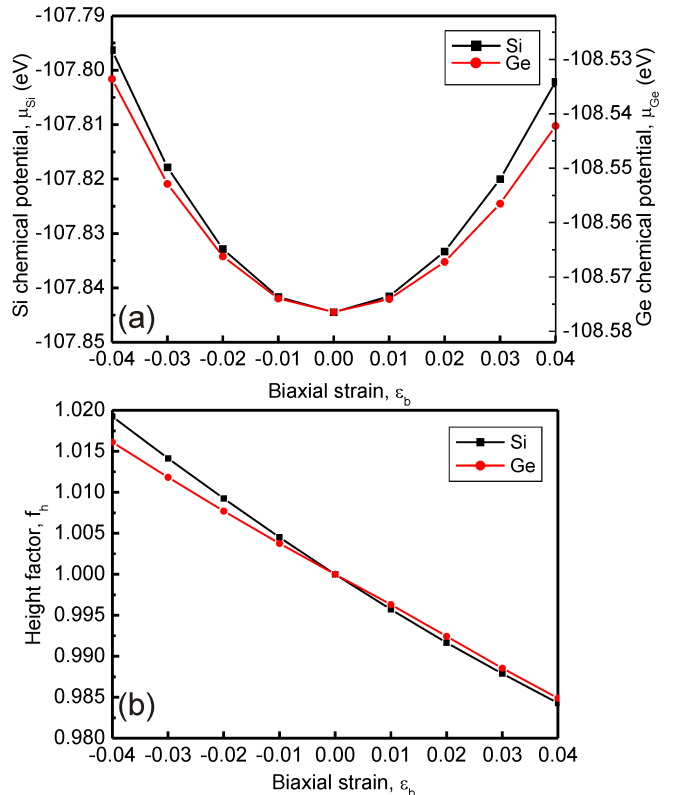 -107.79
-107.80
-107.81
-107.82
-107.83
-107.84
-107.85
Si chemical potential, μ_Si (eV)
Si
Ge
-108.53
-108.54
-108.55
-108.56
-108.57
-108.58
Ge chemical potential, μ_Ge (eV)
(a)
-0.04 -0.03 -0.02 -0.01 0.00 0.01 0.02 0.03 0.04
Biaxial strain, ε_b
1.020
1.015
1.010
1.005
1.000
0.995
0.990
0.985
0.980
Height factor, f_h
Si
Ge
(b)
-0.04 -0.03 -0.02 -0.01 0.00 0.01 0.02 0.03 0.04
Biaxial strain, ε_b